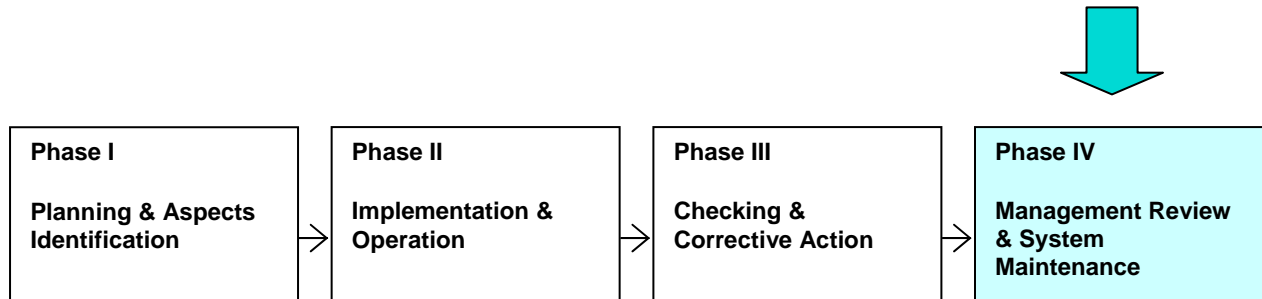 Phase I
Planning & Aspects
Identification
Phase II
Implementation &
Operation
Phase III
Checking &
Corrective Action
Phase IV
Management Review
& System
Maintenance